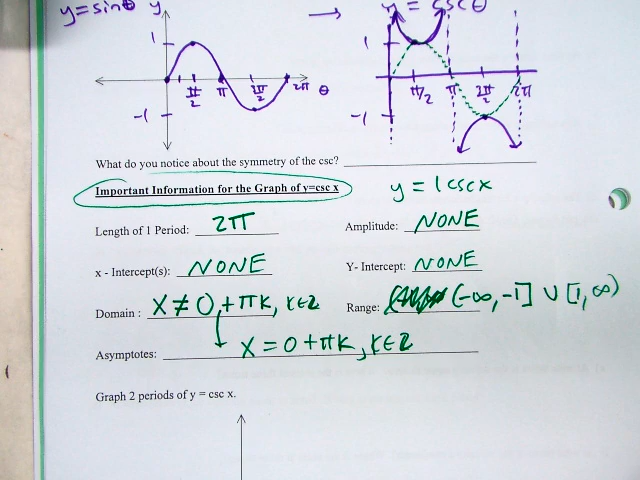 y=sinθ y → y = cscθ
1 1
π/2 π 3π/2 2π θ π/2 π 3π/2 2π
-1 -1
What do you notice about the symmetry of the csc?
Important Information for the Graph of y=csc x y = 1cscx
Length of 1 Period: 2π Amplitude: NONE
x - Intercept(s): NONE Y- Intercept: NONE
Domain : X ≠ 0,+πK, K∈Z Range: (-∞,-1] ∪ [1,∞)
Asymptotes: X = 0+πK, K∈Z
Graph 2 periods of y = csc x.